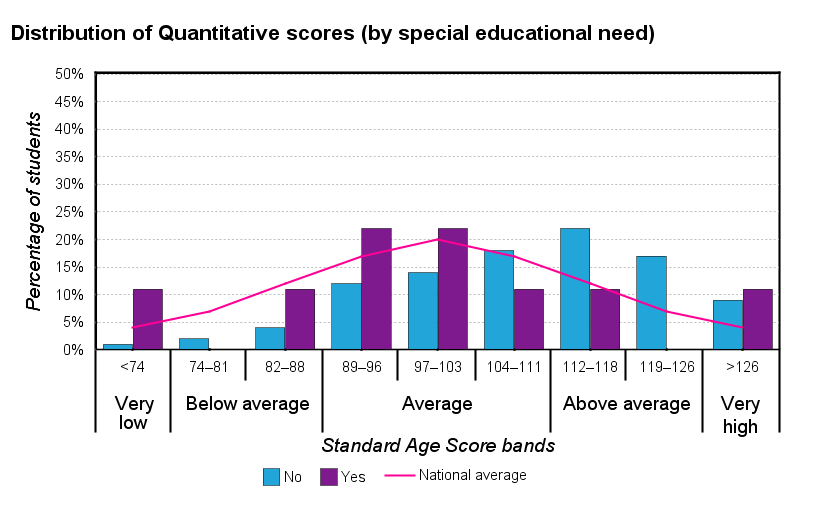 Distribution of Quantitative scores (by special educational need)
Percentage of students
50%
45%
40%
35%
30%
25%
20%
15%
10%
5%
0%
<74 74–81 82–88 89–96 97–103 104–111 112–118 119–126 >126
Very low Below average Average Above average Very high
Standard Age Score bands
No Yes National average